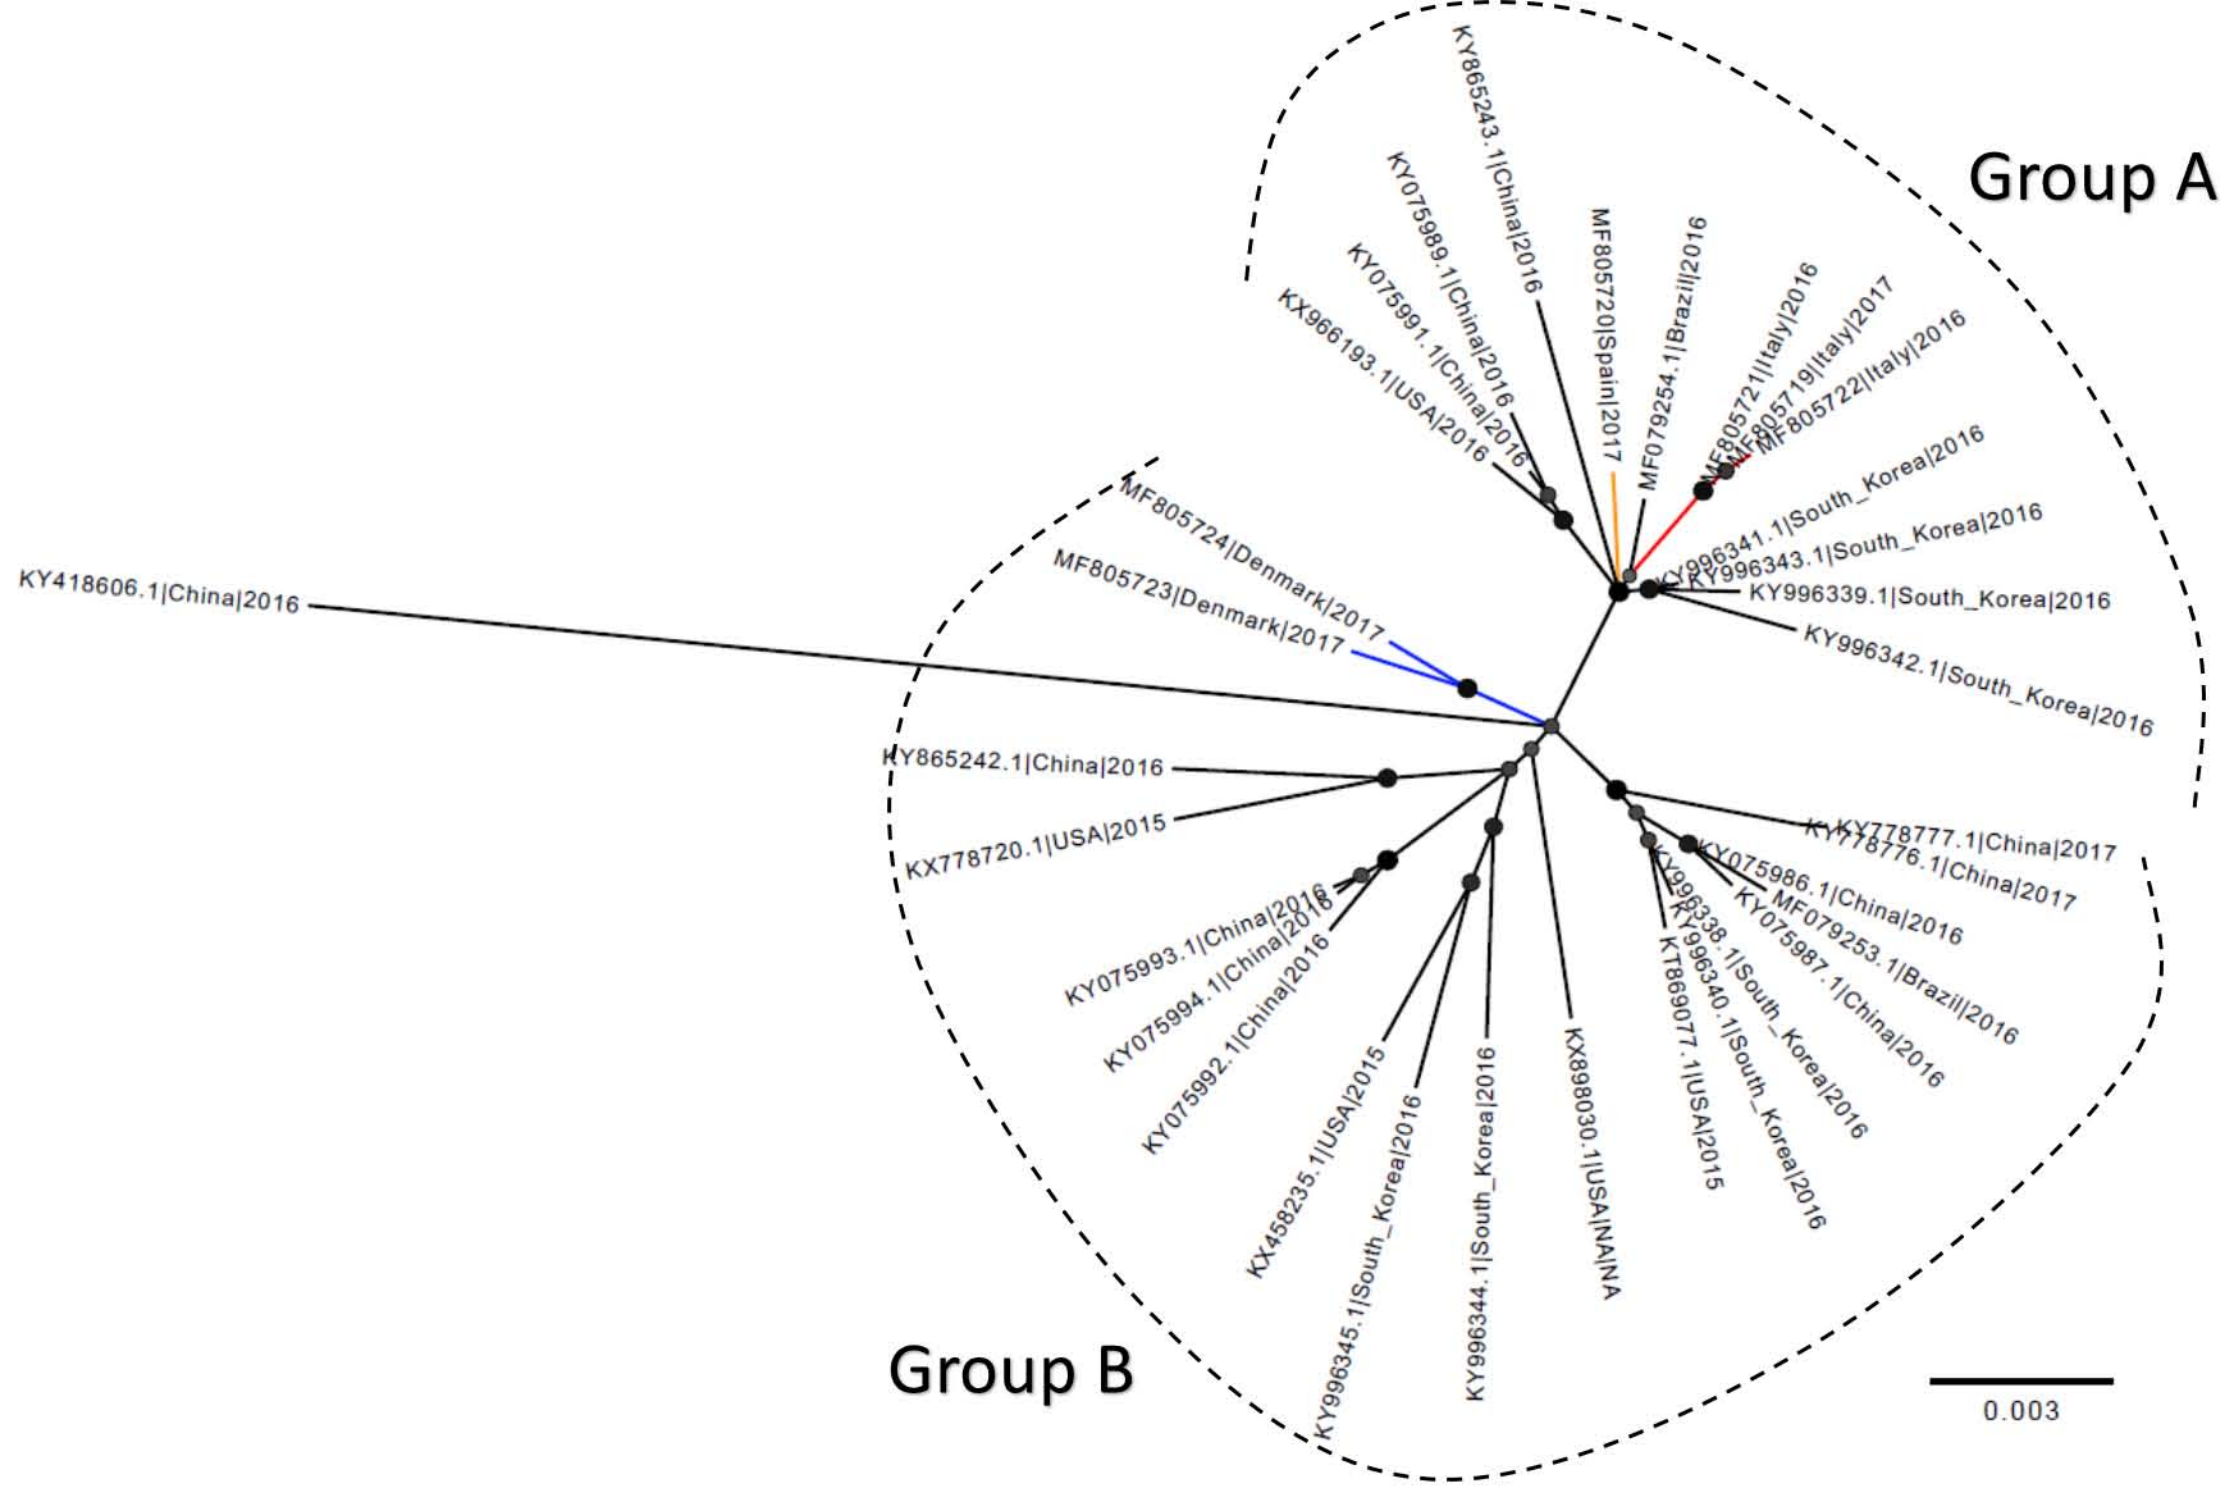 KY865243.1|China|2016
KY075989.1|China|2016
KY075991.1|China|2016
KX966193.1|USA|2016
MF805720|Spain|2017
MF079254.1|Brazil|2016
MF805721|Italy|2016
MF805719|Italy|2017
MF805722|Italy|2016
Group A
KY996341.1|South_Korea|2016
KY996343.1|South_Korea|2016
KY996339.1|South_Korea|2016
KY996342.1|South_Korea|2016
MF805724|Denmark|2017
MF805723|Denmark|2017
KY418606.1|China|2016
KY865242.1|China|2016
KX778720.1|USA|2015
KY075993.1|China|2016
KY075994.1|China|2016
KY075992.1|China|2016
KX458235.1|USA|2015
KY996345.1|South_Korea|2016
KY996344.1|South_Korea|2016
KX898030.1|USA|NA|NA
KT869077.1|USA|2015
KY996340.1|South_Korea|2016
KY996338.1|South_Korea|2016
KY075987.1|China|2016
MF079253.1|Brazil|2016
KY075986.1|China|2016
KY778776.1|China|2017
KY778777.1|China|2017
Group B
0.003